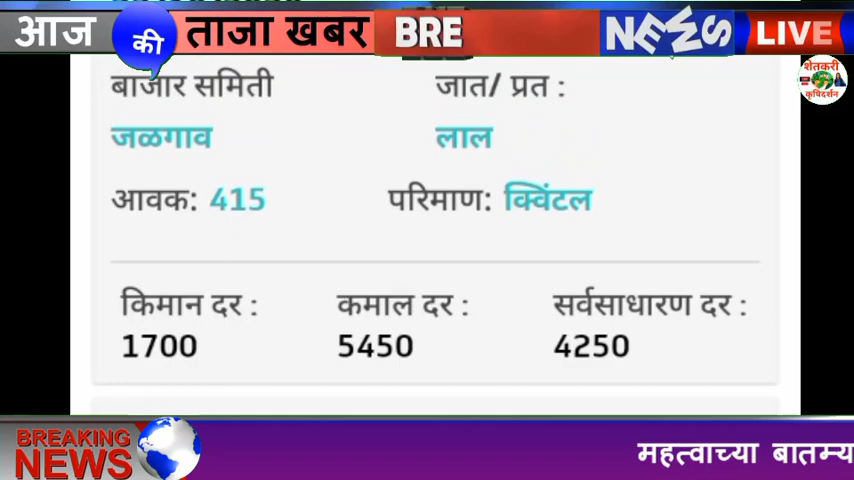 आज की ताजा खबर BRE NEWS LIVE
शेतकरी
कृषिदर्शन
बाजार समिती जात/ प्रत :
जळगाव लाल
आवक: 415 परिमाण: क्विंटल
किमान दर : कमाल दर : सर्वसाधारण दर :
1700 5450 4250
BREAKING
NEWS
महत्वाच्या बातम्य